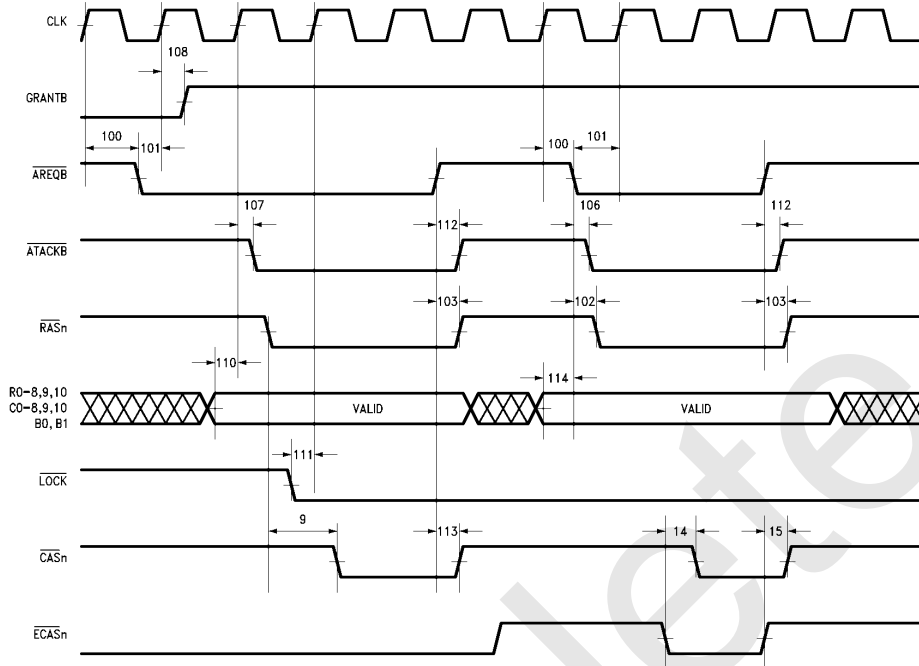 CLK
108
GRANTB
100 101 100 101
AREQB
107 112 106 112
ATACKB
103 102 103
RASn
110 114
R0-8,9,10
C0-8,9,10
B0, B1
VALID VALID
111
LOCK
9 113 14 15
CASn
ECASn
lete